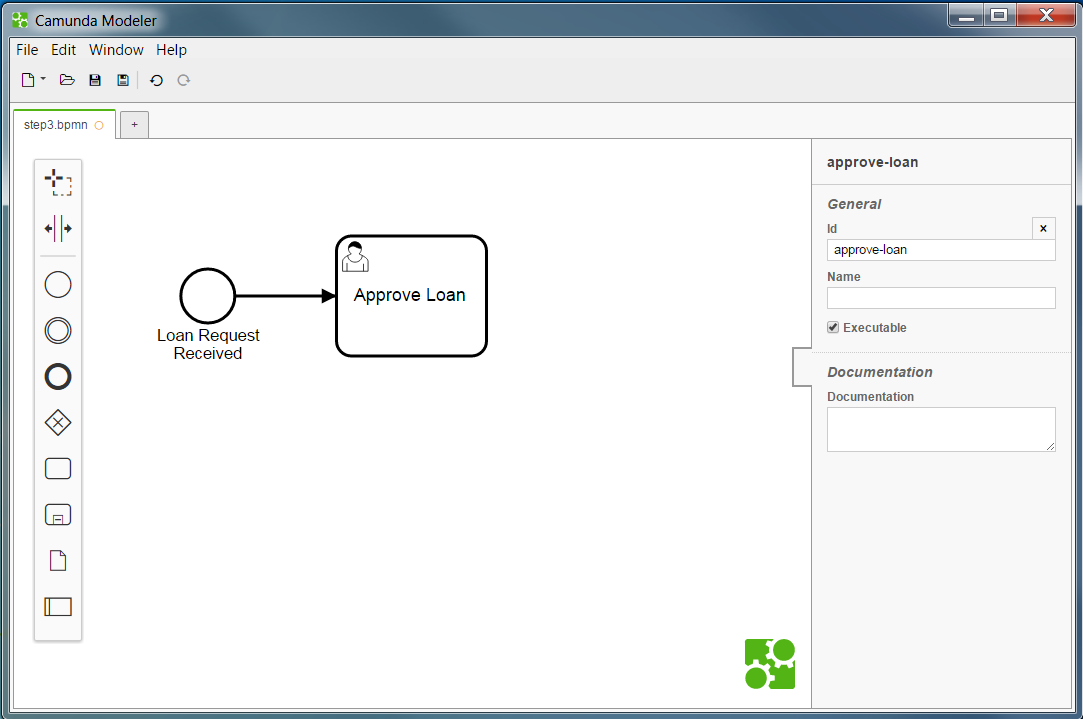 Camunda Modeler
File Edit Window Help
step3.bpmn
+
approve-loan
General
Id
×
approve-loan
Name
Executable
Documentation
Documentation
Approve Loan
Loan Request
Received